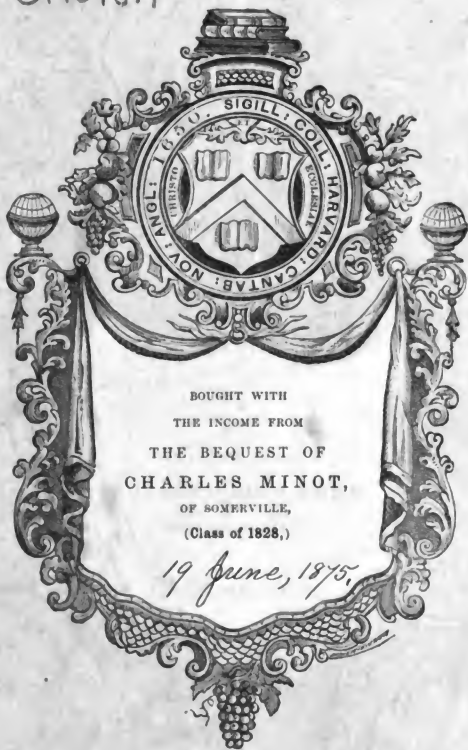 SIGILL: COLL: HARVARD: CANTAB: NOV: ANGL: 1650.
CHRISTO ET ECCLESIAE
BOUGHT WITH
THE INCOME FROM
THE BEQUEST OF
CHARLES MINOT,
OF SOMERVILLE,
(Class of 1828,)
19 June, 1875.